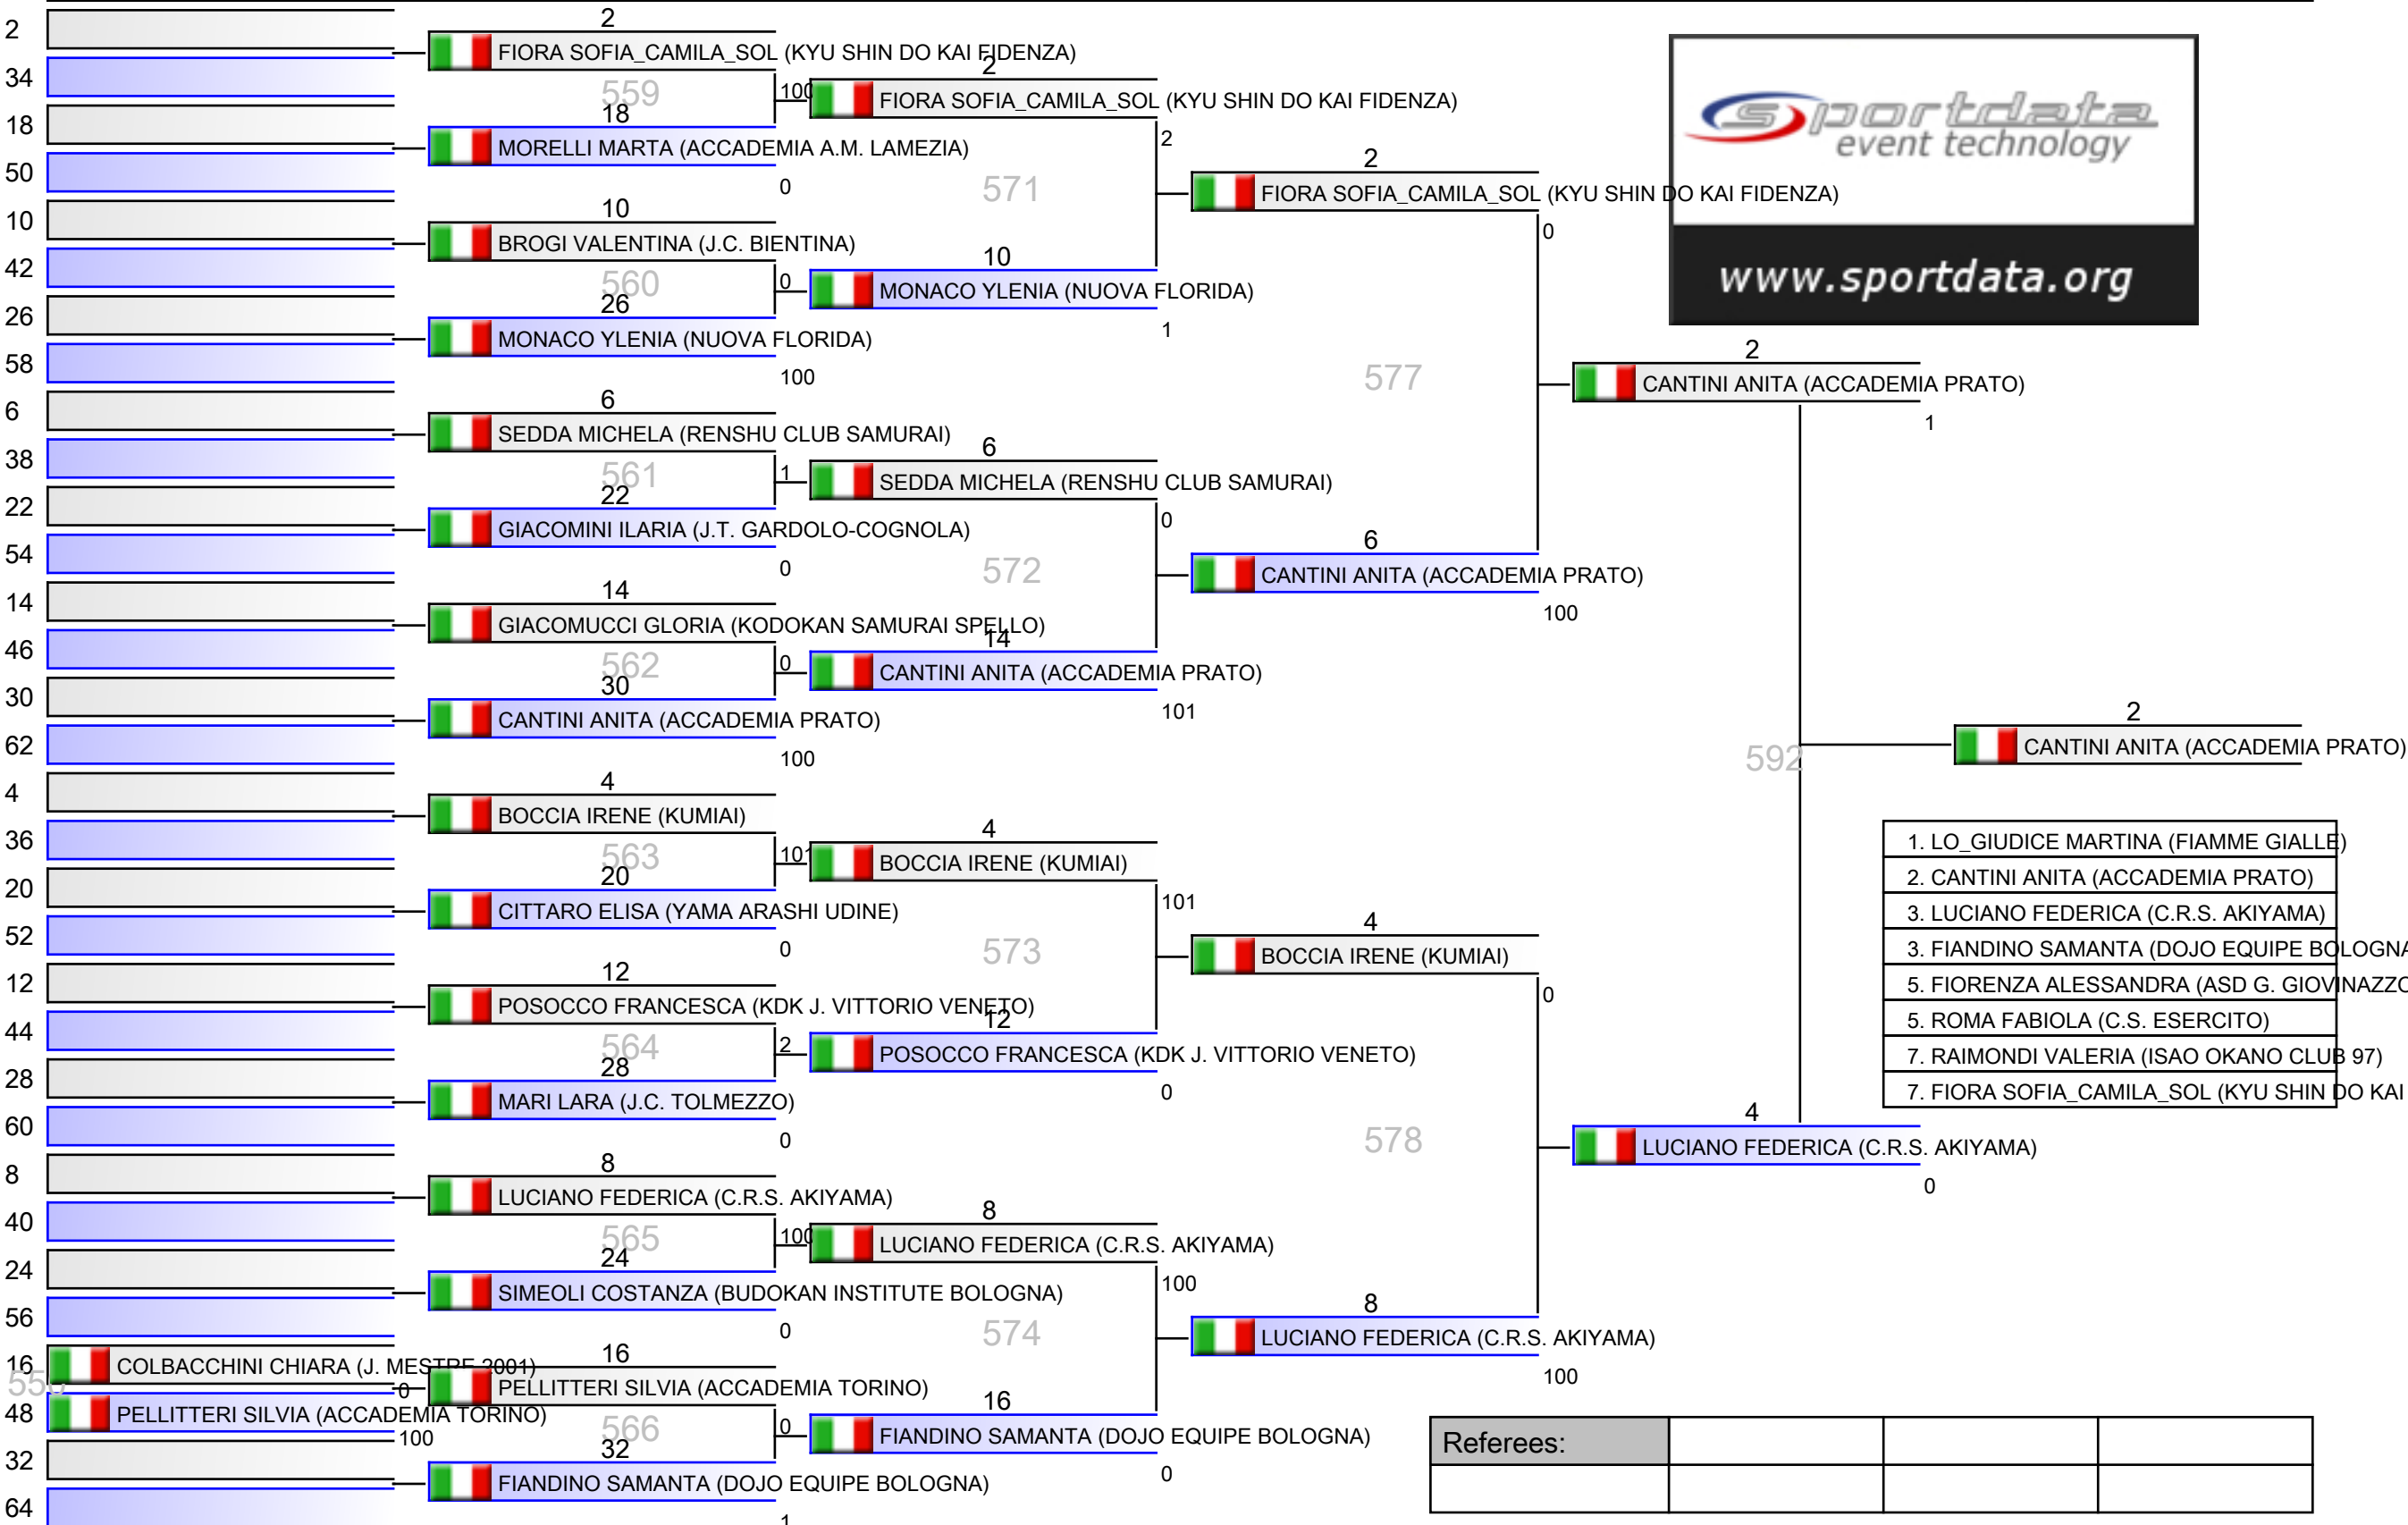 2
34
18
50
10
42
26
58
6
38
22
54
14
46
30
62
4
36
20
52
12
44
28
60
8
40
24
56
16 COLBACCHINI CHIARA (J. MESTRE 2001)
0
48 PELLITTERI SILVIA (ACCADEMIA TORINO)
100
32
64
2
FIORA SOFIA_CAMILA_SOL (KYU SHIN DO KAI FIDENZA)
559
100
18
MORELLI MARTA (ACCADEMIA A.M. LAMEZIA)
0
10
BROGI VALENTINA (J.C. BIENTINA)
560
0
26
MONACO YLENIA (NUOVA FLORIDA)
100
6
SEDDA MICHELA (RENSHU CLUB SAMURAI)
561
1
22
GIACOMINI ILARIA (J.T. GARDOLO-COGNOLA)
0
14
GIACOMUCCI GLORIA (KODOKAN SAMURAI SPELLO)
562
0
30
CANTINI ANITA (ACCADEMIA PRATO)
100
4
BOCCIA IRENE (KUMIAI)
563
101
20
CITTARO ELISA (YAMA ARASHI UDINE)
0
12
POSOCCO FRANCESCA (KDK J. VITTORIO VENETO)
564
2
28
MARI LARA (J.C. TOLMEZZO)
0
8
LUCIANO FEDERICA (C.R.S. AKIYAMA)
565
100
24
SIMEOLI COSTANZA (BUDOKAN INSTITUTE BOLOGNA)
0
16
PELLITTERI SILVIA (ACCADEMIA TORINO)
566
0
32
FIANDINO SAMANTA (DOJO EQUIPE BOLOGNA)
1
2
FIORA SOFIA_CAMILA_SOL (KYU SHIN DO KAI FIDENZA)
2
571
10
MONACO YLENIA (NUOVA FLORIDA)
1
6
SEDDA MICHELA (RENSHU CLUB SAMURAI)
0
572
14
CANTINI ANITA (ACCADEMIA PRATO)
101
4
BOCCIA IRENE (KUMIAI)
101
573
12
POSOCCO FRANCESCA (KDK J. VITTORIO VENETO)
0
8
LUCIANO FEDERICA (C.R.S. AKIYAMA)
100
574
16
FIANDINO SAMANTA (DOJO EQUIPE BOLOGNA)
0
2
FIORA SOFIA_CAMILA_SOL (KYU SHIN DO KAI FIDENZA)
0
577
6
CANTINI ANITA (ACCADEMIA PRATO)
100
4
BOCCIA IRENE (KUMIAI)
0
578
8
LUCIANO FEDERICA (C.R.S. AKIYAMA)
100
sportdata
event technology
www.sportdata.org
2
CANTINI ANITA (ACCADEMIA PRATO)
1
592
4
LUCIANO FEDERICA (C.R.S. AKIYAMA)
0
2
CANTINI ANITA (ACCADEMIA PRATO)
1. LO_GIUDICE MARTINA (FIAMME GIALLE)
2. CANTINI ANITA (ACCADEMIA PRATO)
3. LUCIANO FEDERICA (C.R.S. AKIYAMA)
3. FIANDINO SAMANTA (DOJO EQUIPE BOLOGNA
5. FIORENZA ALESSANDRA (ASD G. GIOVINAZZO
5. ROMA FABIOLA (C.S. ESERCITO)
7. RAIMONDI VALERIA (ISAO OKANO CLUB 97)
7. FIORA SOFIA_CAMILA_SOL (KYU SHIN DO KAI
Referees: